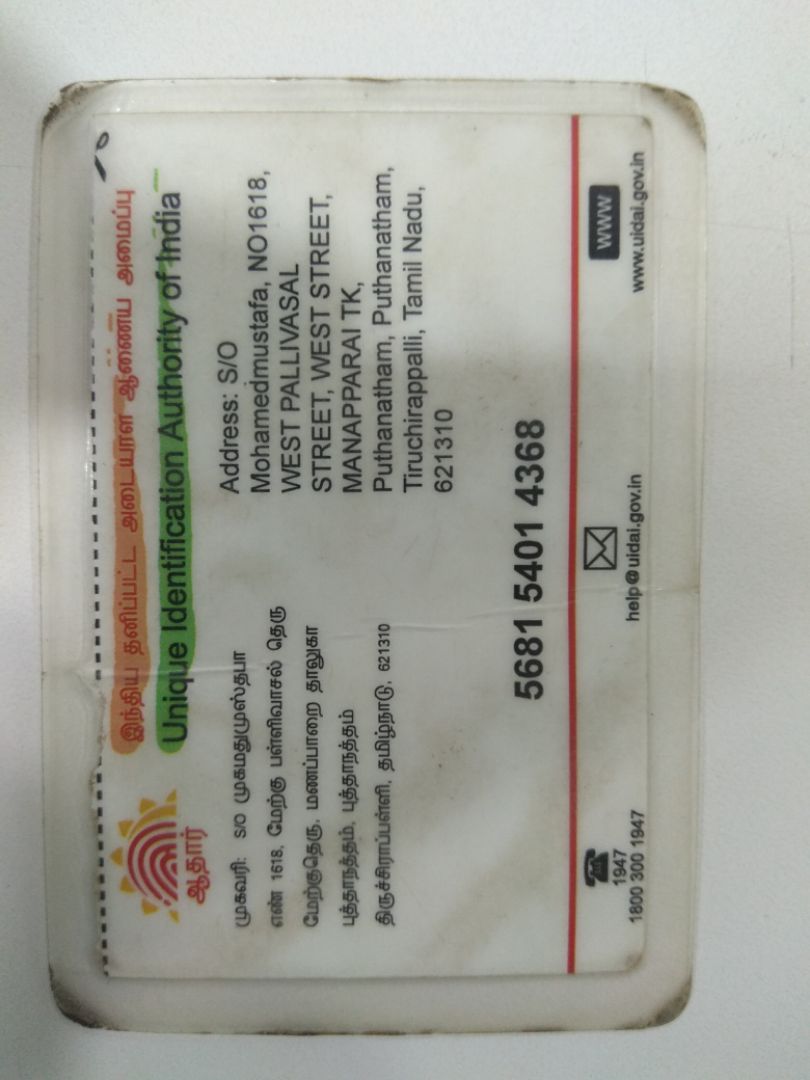 இந்திய தனிப்பட்ட அடையாள ஆணைய அமைப்பு
Unique Identification Authority of India
ஆதார்
முகவரி: S/O முகமதுமுஸ்தபா
எண் 1618, மேற்கு பள்ளிவாசல் தெரு
மேற்குதெரு, மணப்பாறை தாலுகா
புத்தாநத்தம், புத்தாநத்தம்
திருச்சிராப்பள்ளி, தமிழ்நாடு, 621310
Address: S/O
Mohamedmustafa, NO1618,
WEST PALLIVASAL
STREET, WEST STREET,
MANAPPARAI TK,
Puthanatham, Puthanatham,
Tiruchirappalli, Tamil Nadu,
621310
5681 5401 4368
1947
1800 300 1947
help@uidai.gov.in
www
www.uidai.gov.in